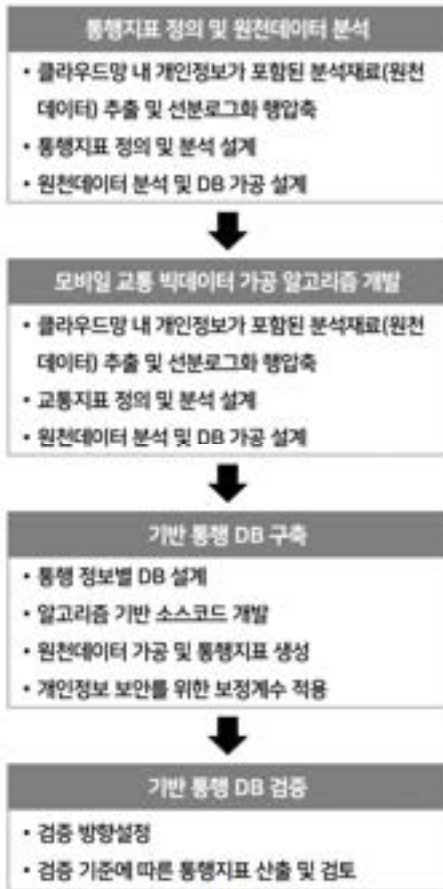 통행지표 정의 및 원천데이터 분석
• 클라우드망 내 개인정보가 포함된 분석재료(원천
데이터) 추출 및 선분로그화 행압축
• 통행지표 정의 및 분석 설계
• 원천데이터 분석 및 DB 가공 설계
모바일 교통 빅데이터 가공 알고리즘 개발
• 클라우드망 내 개인정보가 포함된 분석재료(원천
데이터) 추출 및 선분로그화 행압축
• 교통지표 정의 및 분석 설계
• 원천데이터 분석 및 DB 가공 설계
기반 통행 DB 구축
• 통행 정보별 DB 설계
• 알고리즘 기반 소스코드 개발
• 원천데이터 가공 및 통행지표 생성
• 개인정보 보안를 위한 보정계수 적용
기반 통행 DB 검증
• 검증 방향설정
• 검증 기준에 따른 통행지표 산출 및 검토